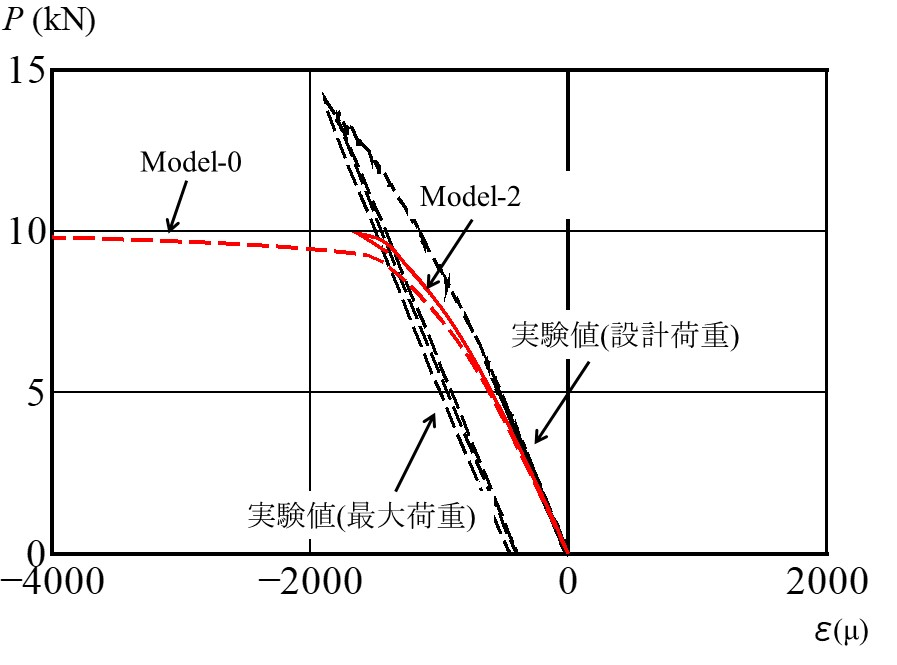 P (kN)
15
Model-0
Model-2
10
実験値(設計荷重)
5
実験値(最大荷重)
0
−4000 −2000 0 2000
ε(μ)